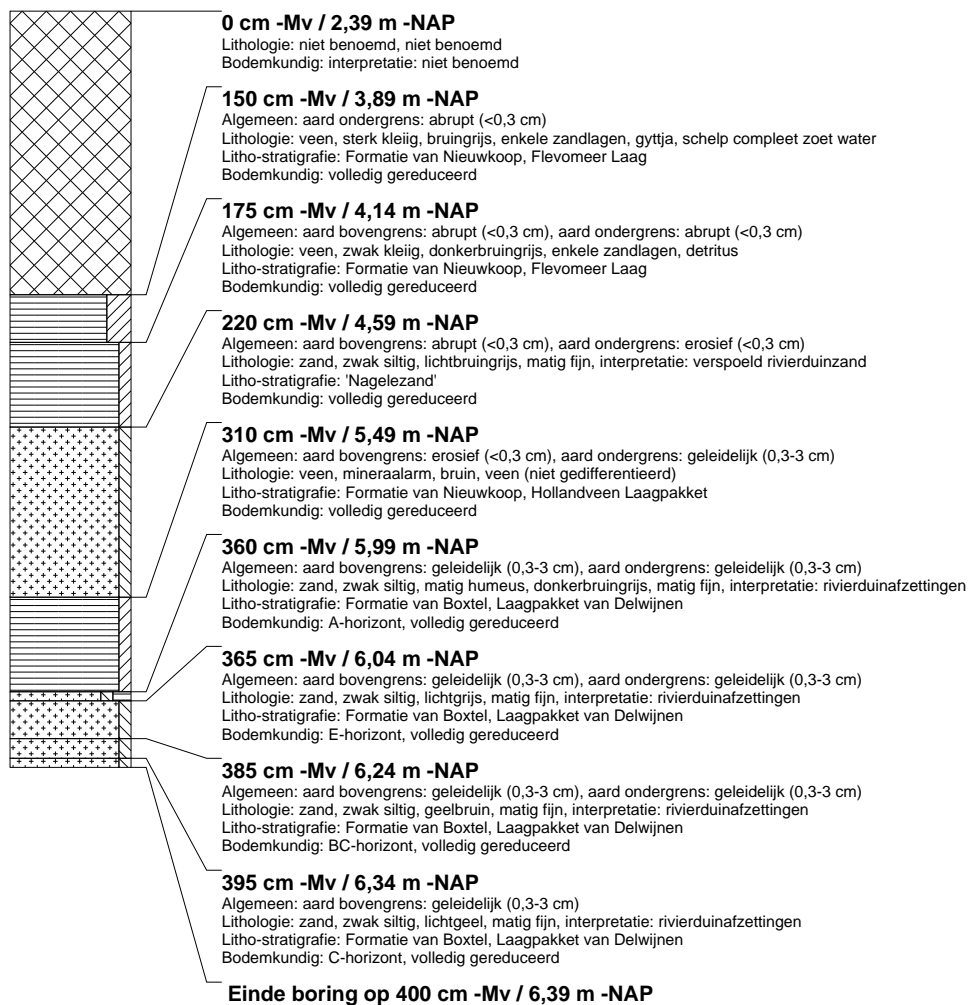 0 cm -Mv / 2,39 m -NAP
Lithologie: niet benoemd, niet benoemd
Bodemkundig: interpretatie: niet benoemd
150 cm -Mv / 3,89 m -NAP
Algemeen: aard ondergrens: abrupt (<0,3 cm)
Lithologie: veen, sterk kleiig, bruingrijs, enkele zandlagen, gyttja, schelp compleet zoet water
Litho-stratigrafie: Formatie van Nieuwkoop, Flevomeer Laag
Bodemkundig: volledig gereduceerd
175 cm -Mv / 4,14 m -NAP
Algemeen: aard bovengrens: abrupt (<0,3 cm), aard ondergrens: abrupt (<0,3 cm)
Lithologie: veen, zwak kleiig, donkerbruingrijs, enkele zandlagen, detritus
Litho-stratigrafie: Formatie van Nieuwkoop, Flevomeer Laag
Bodemkundig: volledig gereduceerd
220 cm -Mv / 4,59 m -NAP
Algemeen: aard bovengrens: abrupt (<0,3 cm), aard ondergrens: erosief (<0,3 cm)
Lithologie: zand, zwak siltig, lichtbruingrijs, matig fijn, interpretatie: verspoeld rivierduinzand
Litho-stratigrafie: 'Nagelezand'
Bodemkundig: volledig gereduceerd
310 cm -Mv / 5,49 m -NAP
Algemeen: aard bovengrens: erosief (<0,3 cm), aard ondergrens: geleidelijk (0,3-3 cm)
Lithologie: veen, mineraalarm, bruin, veen (niet gedifferentieerd)
Litho-stratigrafie: Formatie van Nieuwkoop, Hollandveen Laagpakket
Bodemkundig: volledig gereduceerd
360 cm -Mv / 5,99 m -NAP
Algemeen: aard bovengrens: geleidelijk (0,3-3 cm), aard ondergrens: geleidelijk (0,3-3 cm)
Lithologie: zand, zwak siltig, matig humeus, donkerbruingrijs, matig fijn, interpretatie: rivierduinafzettingen
Litho-stratigrafie: Formatie van Boxtel, Laagpakket van Delwijnen
Bodemkundig: A-horizont, volledig gereduceerd
365 cm -Mv / 6,04 m -NAP
Algemeen: aard bovengrens: geleidelijk (0,3-3 cm), aard ondergrens: geleidelijk (0,3-3 cm)
Lithologie: zand, zwak siltig, lichtgrijs, matig fijn, interpretatie: rivierduinafzettingen
Litho-stratigrafie: Formatie van Boxtel, Laagpakket van Delwijnen
Bodemkundig: E-horizont, volledig gereduceerd
385 cm -Mv / 6,24 m -NAP
Algemeen: aard bovengrens: geleidelijk (0,3-3 cm), aard ondergrens: geleidelijk (0,3-3 cm)
Lithologie: zand, zwak siltig, geelbruin, matig fijn, interpretatie: rivierduinafzettingen
Litho-stratigrafie: Formatie van Boxtel, Laagpakket van Delwijnen
Bodemkundig: BC-horizont, volledig gereduceerd
395 cm -Mv / 6,34 m -NAP
Algemeen: aard bovengrens: geleidelijk (0,3-3 cm)
Lithologie: zand, zwak siltig, lichtgeel, matig fijn, interpretatie: rivierduinafzettingen
Litho-stratigrafie: Formatie van Boxtel, Laagpakket van Delwijnen
Bodemkundig: C-horizont, volledig gereduceerd
Einde boring op 400 cm -Mv / 6,39 m -NAP